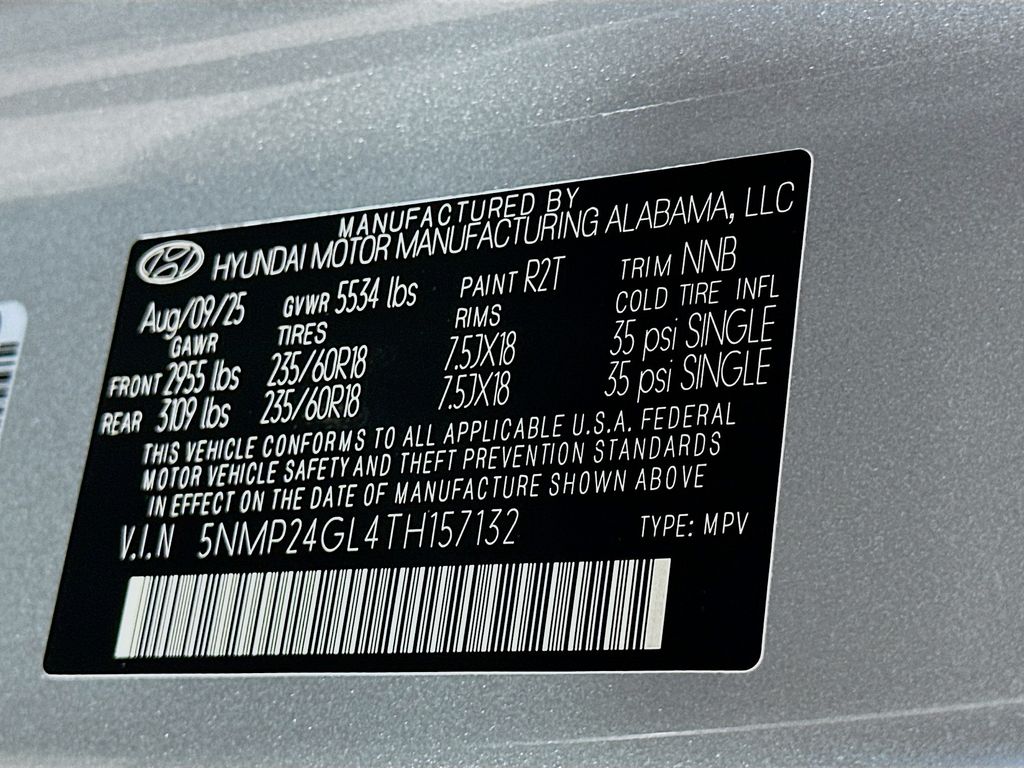 MANUFACTURED BY
HYUNDAI MOTOR MANUFACTURING ALABAMA, LLC
Aug/09/25 GVWR 5534 lbs PAINT R2T TRIM NNB
GAWR TIRES RIMS COLD TIRE INFL
FRONT 2955 lbs 235/60R18 7.5JX18 35 psi SINGLE
REAR 3109 lbs 235/60R18 7.5JX18 35 psi SINGLE
THIS VEHICLE CONFORMS TO ALL APPLICABLE U.S.A. FEDERAL
MOTOR VEHICLE SAFETY AND THEFT PREVENTION STANDARDS
IN EFFECT ON THE DATE OF MANUFACTURE SHOWN ABOVE
V.I.N 5NMP24GL4TH157132 TYPE: MPV